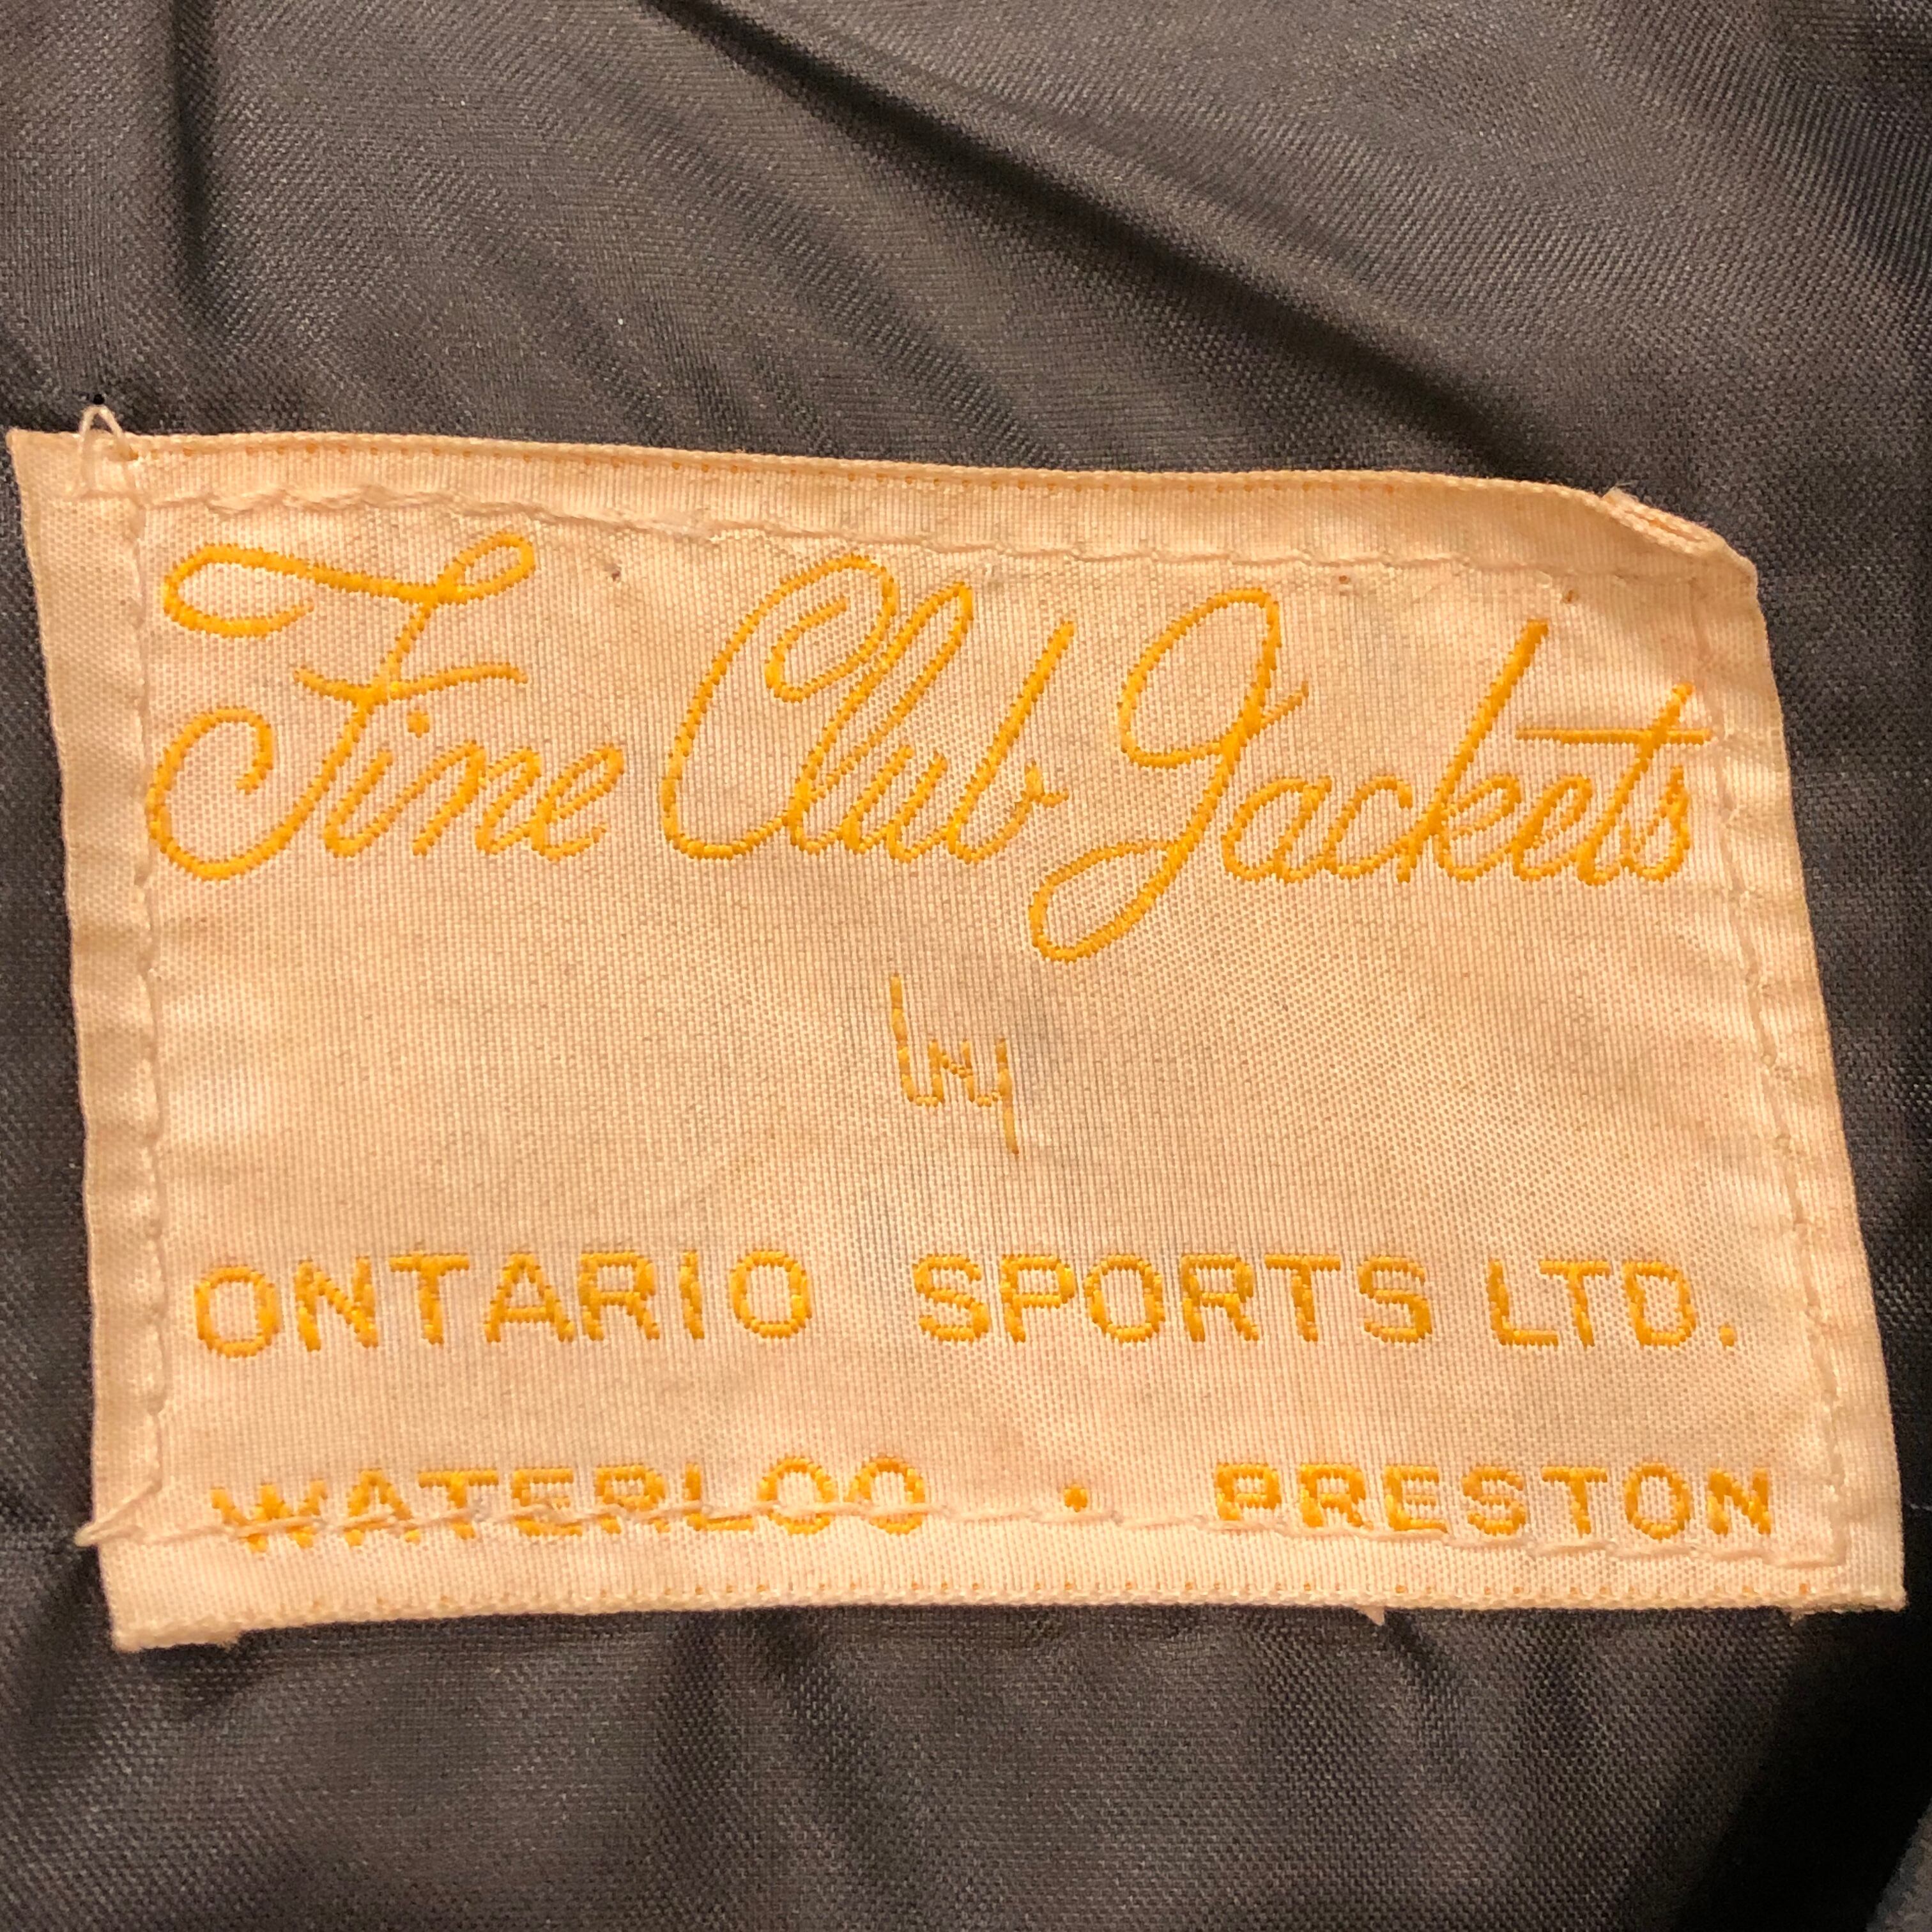 Fine Club Jackets
by
ONTARIO SPORTS LTD.
WATERLOO • PRESTON